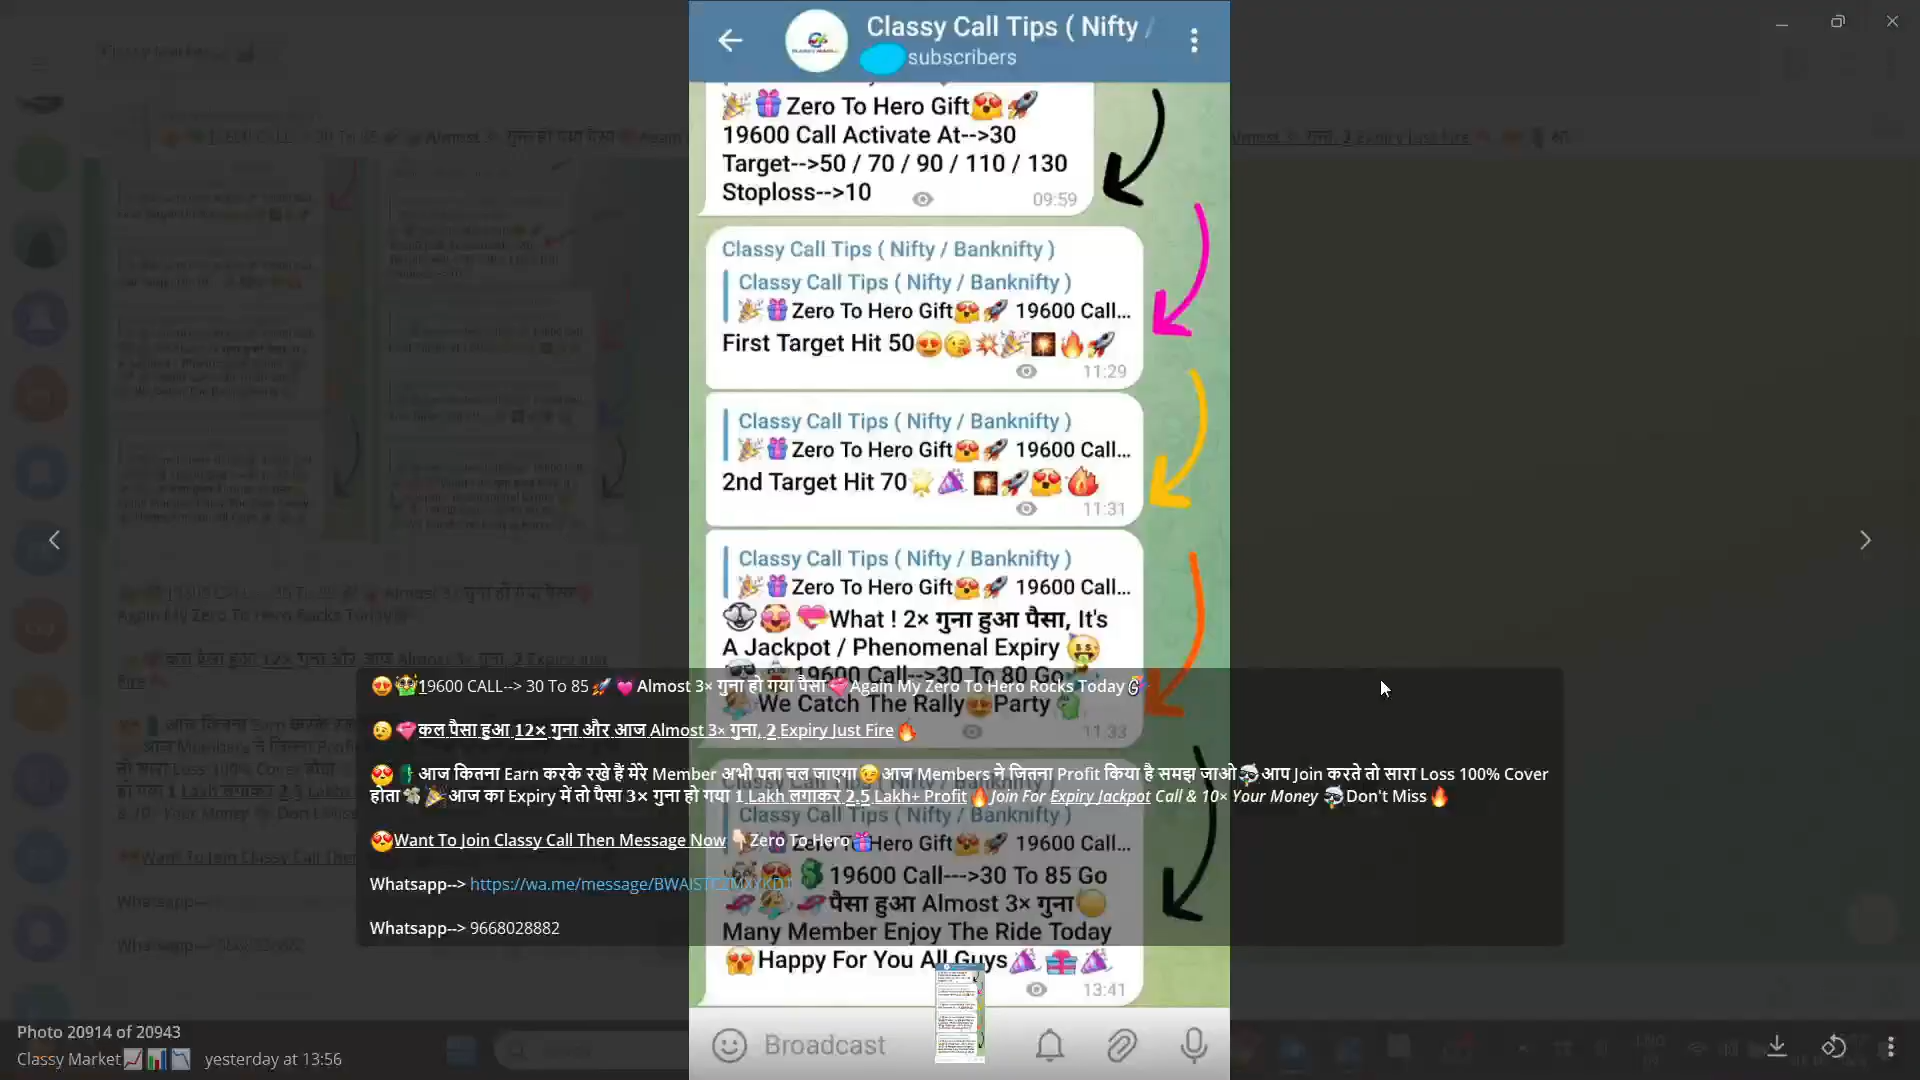 Classy Call Tips ( Nifty /
subscribers
Zero To Hero Gift😍🚀
19600 Call Activate At-->30
Target-->50 / 70 / 90 / 110 / 130
Stoploss-->10
09:59
Classy Call Tips ( Nifty / Banknifty )
Classy Call Tips ( Nifty / Banknifty )
🎉🎁Zero To Hero Gift😍🚀 19600 Call...
First Target Hit 50😍😘💥🎉🎇🔥🚀
11:29
Classy Call Tips ( Nifty / Banknifty )
🎉🎁Zero To Hero Gift😍🚀 19600 Call...
2nd Target Hit 70🌟🎉🎇🚀😍🔥
11:31
Classy Call Tips ( Nifty / Banknifty )
🎉🎁Zero To Hero Gift😍🚀 19600 Call...
What ! 2× गुना हुआ पैसा, It's
A Jackpot / Phenomenal Expiry 🤑
19600 Call-->30 To 80 Go
We Catch The Rally😍Party
11:33
19600 CALL--> 30 To 85🚀 💓Almost 3× गुना हो गया पैसा💝Again My Zero To Hero Rocks Today
😉💝कल पैसा हुआ 12× गुना और आज Almost 3× गुना, 2 Expiry Just Fire🔥
😍आज कितना Earn करके रखे हैं मेरे Member अभी पता चल जाएगा😉आज Members ने जितना Profit किया है समझ जाओ आप Join करते तो सारा Loss 100% Cover
होता💸🎉आज का Expiry में तो पैसा 3× गुना हो गया 1 Lakh लगाकर 2.5 Lakh+ Profit🔥Join For Expiry Jackpot Call & 10× Your Money Don't Miss🔥
😍Want To Join Classy Call Then Message Now 👇🏻Zero To Hero🎁
Whatsapp--> https://wa.me/message/
Whatsapp--> 9668028882
Classy Call Tips ( Nifty / Banknifty )
Zero To Hero Gift😍🚀 19600 Call...
19600 Call--->30 To 85 Go
पैसा हुआ Almost 3× गुना
Many Member Enjoy The Ride Today
😱Happy For You All Guys🎉🎁🎉
13:41
Broadcast
Photo 20914 of 20943
Classy Market📈📊📉 yesterday at 13:56